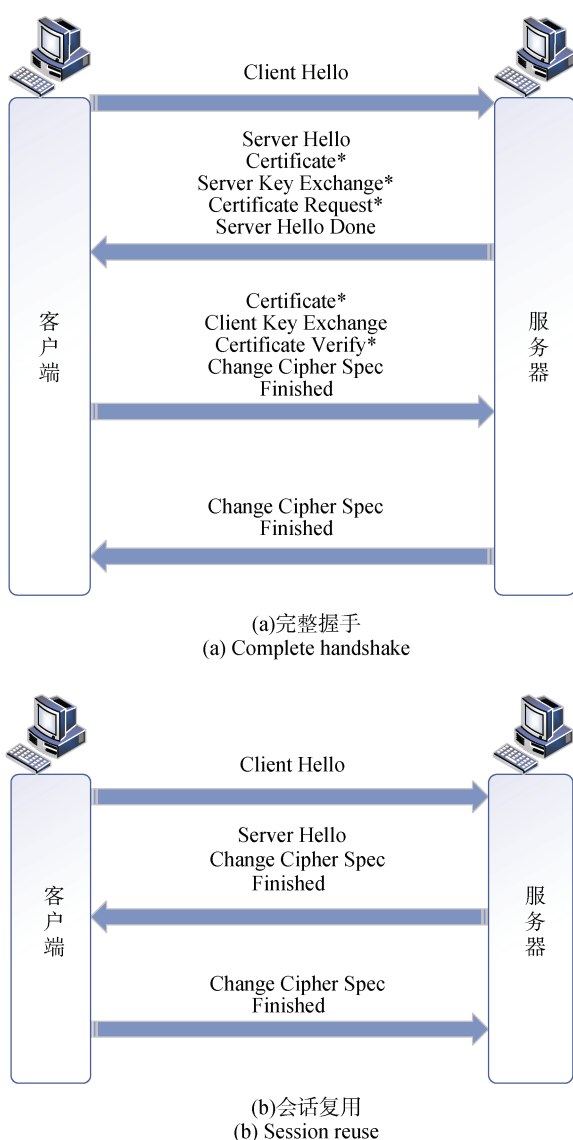 Client Hello
Server Hello
Certificate*
Server Key Exchange*
Certificate Request*
Server Hello Done
客户端
服务器
Certificate*
Client Key Exchange
Certificate Verify*
Change Cipher Spec
Finished
Change Cipher Spec
Finished
(a)完整握手
(a) Complete handshake
Client Hello
Server Hello
Change Cipher Spec
Finished
客户端
服务器
Change Cipher Spec
Finished
(b)会话复用
(b) Session reuse